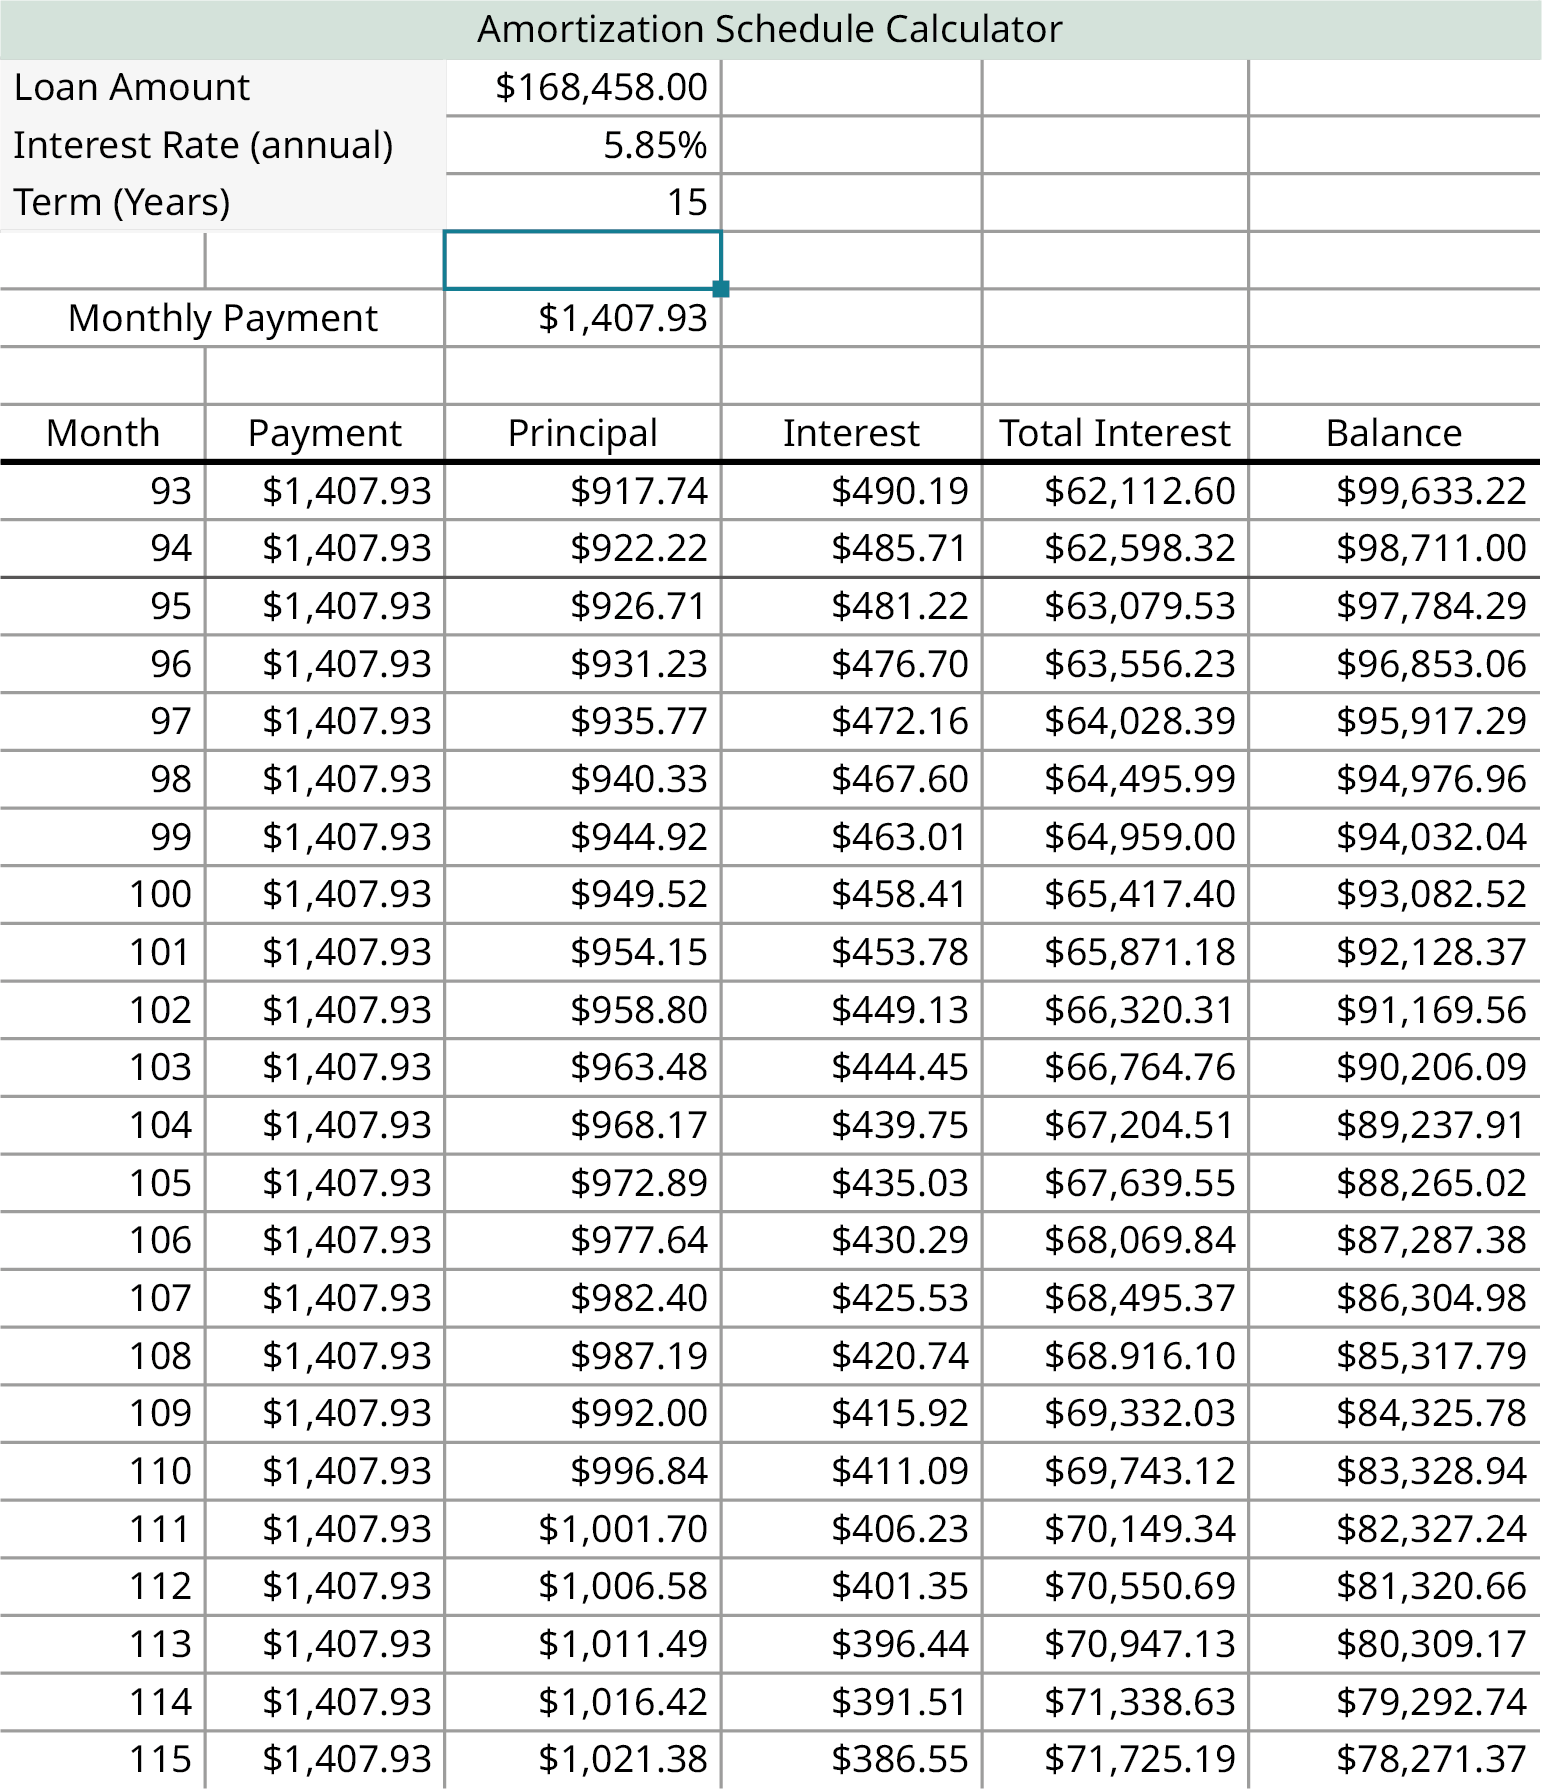 Amortization Schedule Calculator
Loan Amount $168,458.00
Interest Rate (annual) 5.85%
Term (Years) 15
Monthly Payment $1,407.93
Month Payment Principal Interest Total Interest Balance
93 $1,407.93 $917.74 $490.19 $62,112.60 $99,633.22
94 $1,407.93 $922.22 $485.71 $62,598.32 $98,711.00
95 $1,407.93 $926.71 $481.22 $63,079.53 $97,784.29
96 $1,407.93 $931.23 $476.70 $63,556.23 $96,853.06
97 $1,407.93 $935.77 $472.16 $64,028.39 $95,917.29
98 $1,407.93 $940.33 $467.60 $64,495.99 $94,976.96
99 $1,407.93 $944.92 $463.01 $64,959.00 $94,032.04
100 $1,407.93 $949.52 $458.41 $65,417.40 $93,082.52
101 $1,407.93 $954.15 $453.78 $65,871.18 $92,128.37
102 $1,407.93 $958.80 $449.13 $66,320.31 $91,169.56
103 $1,407.93 $963.48 $444.45 $66,764.76 $90,206.09
104 $1,407.93 $968.17 $439.75 $67,204.51 $89,237.91
105 $1,407.93 $972.89 $435.03 $67,639.55 $88,265.02
106 $1,407.93 $977.64 $430.29 $68,069.84 $87,287.38
107 $1,407.93 $982.40 $425.53 $68,495.37 $86,304.98
108 $1,407.93 $987.19 $420.74 $68.916.10 $85,317.79
109 $1,407.93 $992.00 $415.92 $69,332.03 $84,325.78
110 $1,407.93 $996.84 $411.09 $69,743.12 $83,328.94
111 $1,407.93 $1,001.70 $406.23 $70,149.34 $82,327.24
112 $1,407.93 $1,006.58 $401.35 $70,550.69 $81,320.66
113 $1,407.93 $1,011.49 $396.44 $70,947.13 $80,309.17
114 $1,407.93 $1,016.42 $391.51 $71,338.63 $79,292.74
115 $1,407.93 $1,021.38 $386.55 $71,725.19 $78,271.37